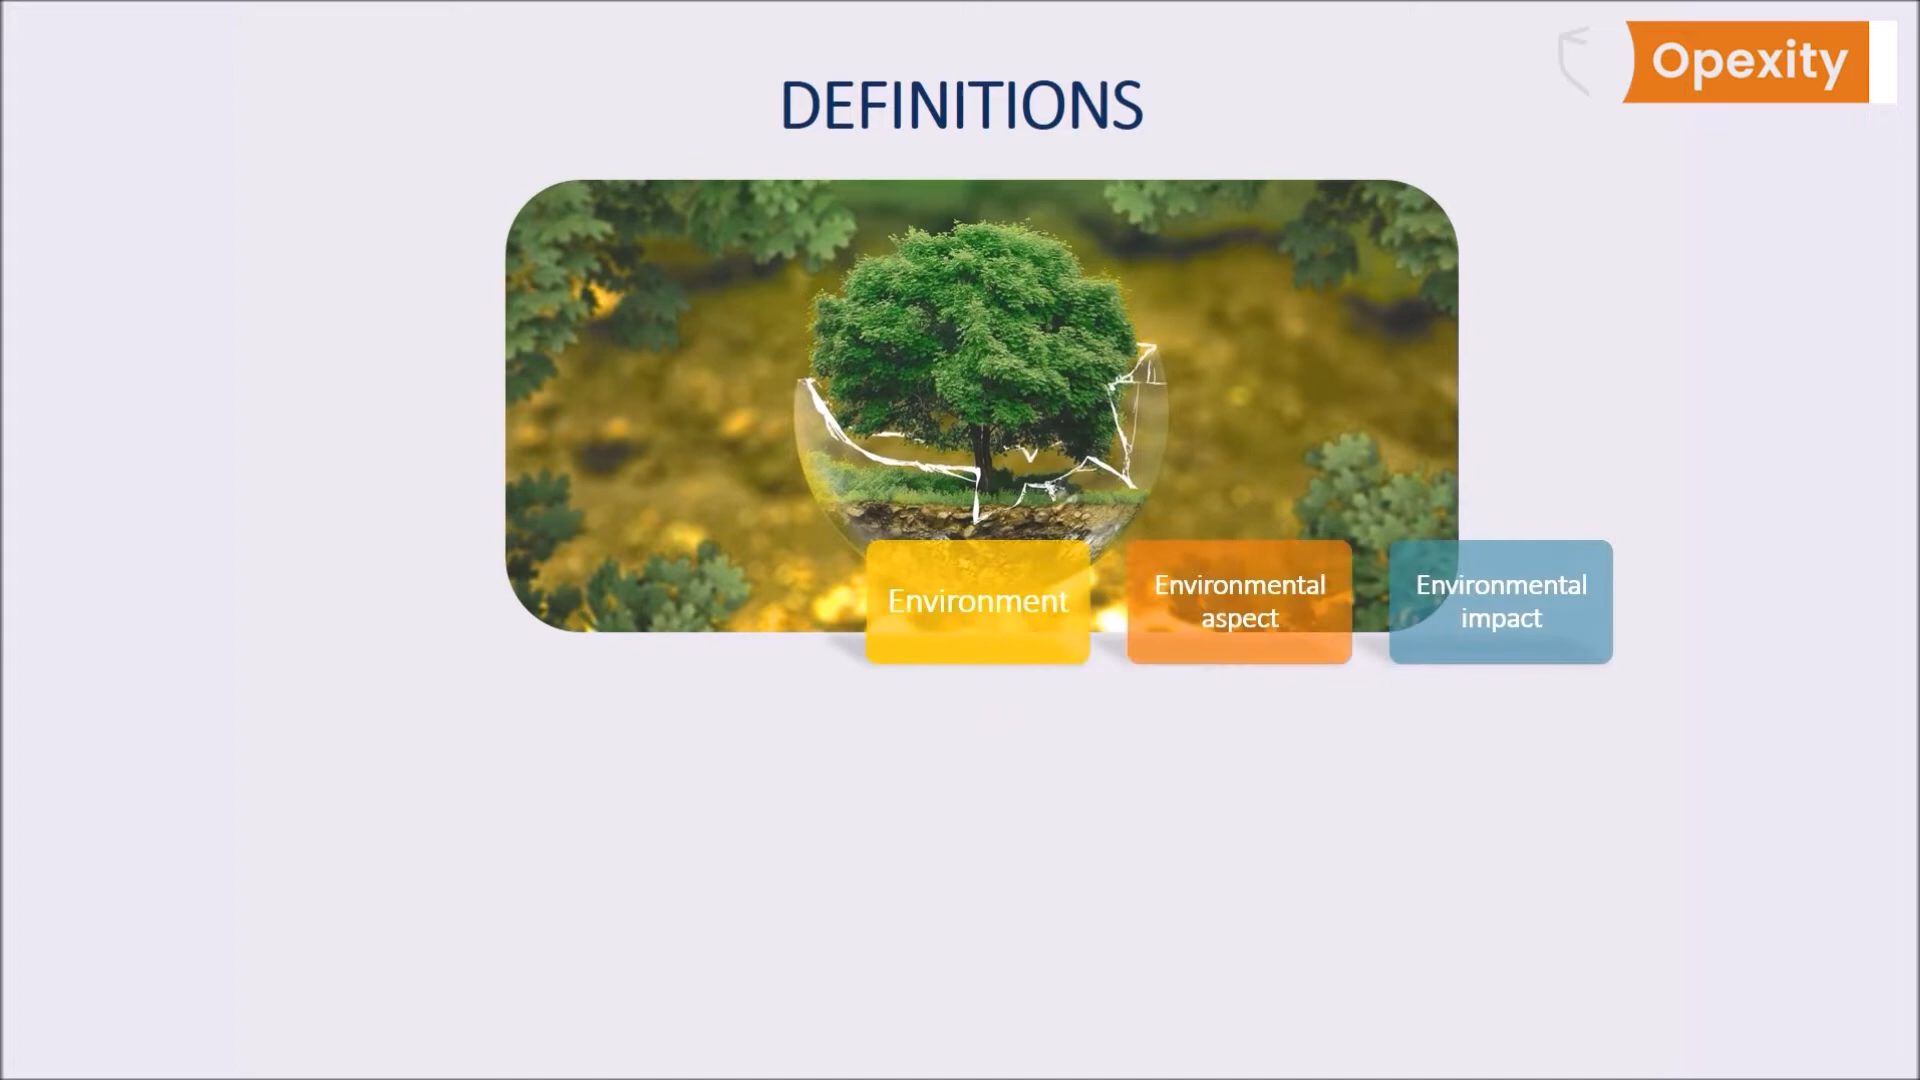 Opexity
DEFINITIONS
Environment
Environmental
aspect
Environmental
impact